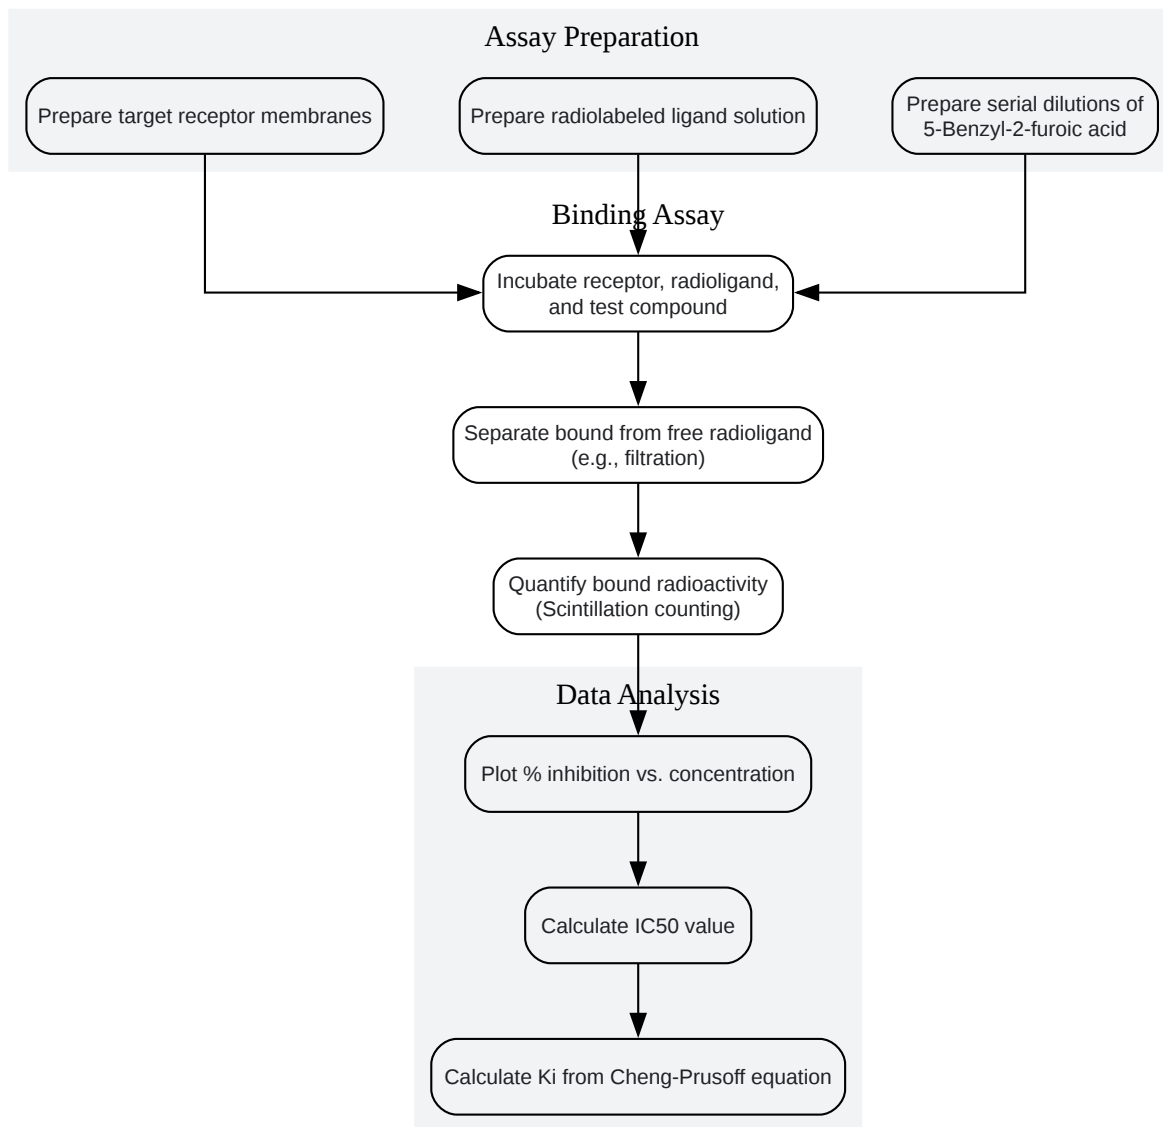 Assay Preparation
Prepare target receptor membranes
Prepare radiolabeled ligand solution
Prepare serial dilutions of
5-Benzyl-2-furoic acid
Binding Assay
Incubate receptor, radioligand,
and test compound
Separate bound from free radioligand
(e.g., filtration)
Quantify bound radioactivity
(Scintillation counting)
Data Analysis
Plot % inhibition vs. concentration
Calculate IC50 value
Calculate Ki from Cheng-Prusoff equation